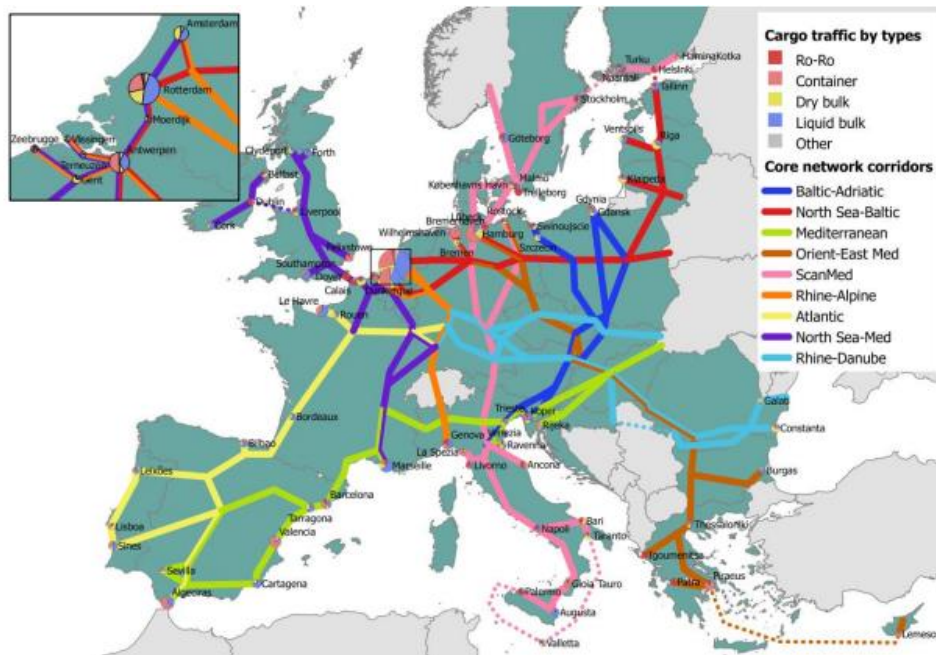 Amsterdam
Rotterdam
Moerdijk
Zeebrugge
Vlissingen
Antwerpen
Terneuzen
Gent
Cargo traffic by types
Ro-Ro
Container
Dry bulk
Liquid bulk
Other
Core network corridors
Baltic-Adriatic
North Sea-Baltic
Mediterranean
Orient-East Med
ScanMed
Rhine-Alpine
Atlantic
North Sea-Med
Rhine-Danube
Turku
HaminaKotka
Naantali
Helsinki
Tallinn
Stockholm
Ventspils
Riga
Göteborg
Klaipeda
Clydeport
Forth
Belfast
Dublin
Liverpool
Cork
København Havn
Malmö
Trelleborg
Gdynia
Gdansk
Lübeck
Rostock
Swinoujscie
Bremerhaven
Wilhelmshaven
Hamburg
Szczecin
Bremen
Felixstowe
Southampton
Dover
Calais
Dunkerque
Le Havre
Rouen
Bordeaux
Bilbao
Leixões
Lisboa
Sines
Sevilla
Algeciras
Cartagena
Valencia
Tarragona
Barcelona
Marseille
Genova
La Spezia
Livorno
Trieste
Koper
Venezia
Rijeka
Ravenna
Ancona
Napoli
Bari
Taranto
Gioia Tauro
Palermo
Augusta
Valletta
Galati
Constanta
Burgas
Thessaloniki
Igoumenitsa
Patra
Piraeus
Lemeso